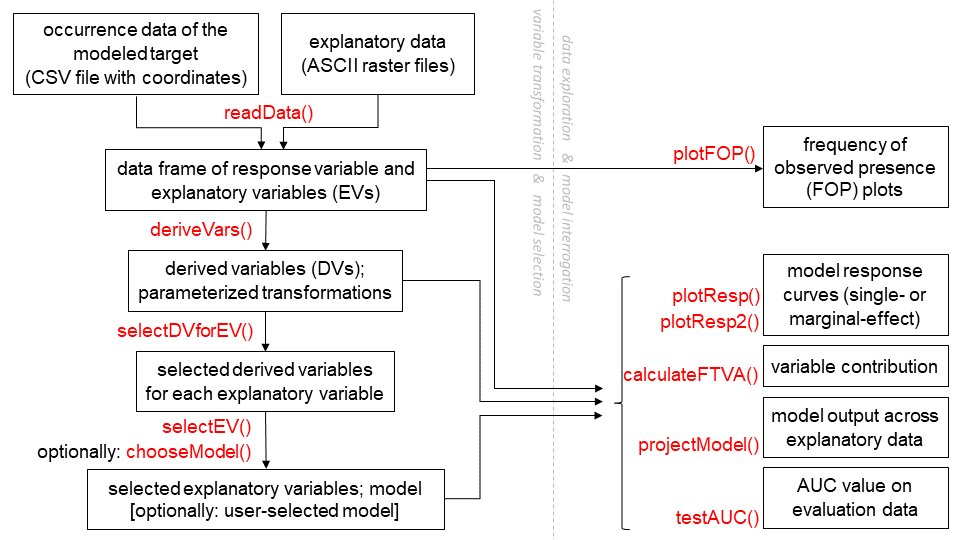 occurrence data of the
modeled target
(CSV file with coordinates)
explanatory data
(ASCII raster files)
readData()
data frame of response variable and
explanatory variables (EVs)
deriveVars()
derived variables (DVs);
parameterized transformations
selectDVforEV()
selected derived variables
for each explanatory variable
selectEV()
optionally: chooseModel()
selected explanatory variables; model
[optionally: user-selected model]
variable transformation & model selection
data exploration & model interrogation
plotFOP()
frequency of
observed presence
(FOP) plots
plotResp()
plotResp2()
model response
curves (single- or
marginal-effect)
calculateFTVA()
variable contribution
projectModel()
model output across
explanatory data
testAUC()
AUC value on
evaluation data